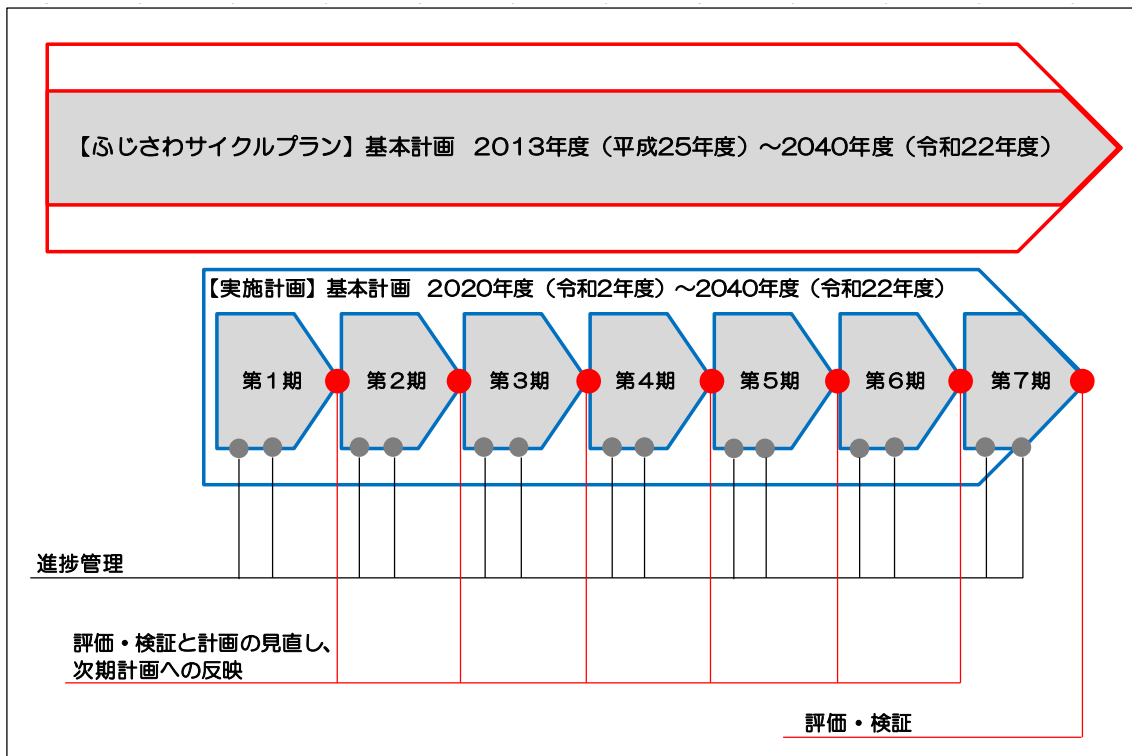 【ふじさわサイクルプラン】基本計画 2013年度（平成25年度）～2040年度（令和22年度）
【実施計画】基本計画 2020年度（令和2年度）～2040年度（令和22年度）
第1期 第2期 第3期 第4期 第5期 第6期 第7期
進捗管理
評価・検証と計画の見直し、
次期計画への反映
評価・検証